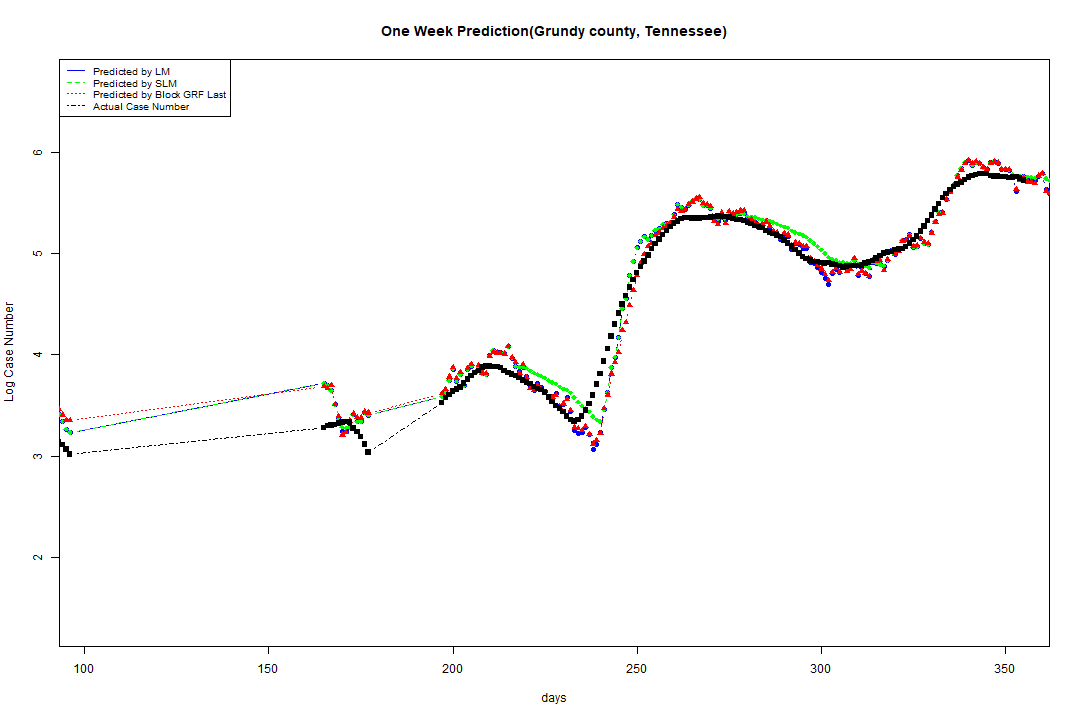 One Week Prediction(Grundy county, Tennessee)
Predicted by LM
Predicted by SLM
Predicted by Block GRF Last
Actual Case Number
6
5
4
3
2
Log Case Number
100 150 200 250 300 350
days